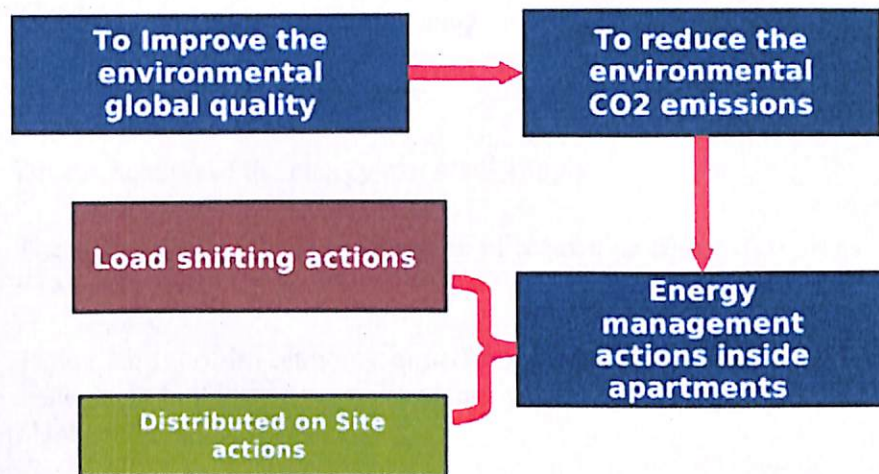 To Improve the
environmental
global quality
To reduce the
environmental
CO2 emissions
Load shifting actions
Energy
management
actions inside
apartments
Distributed on Site
actions